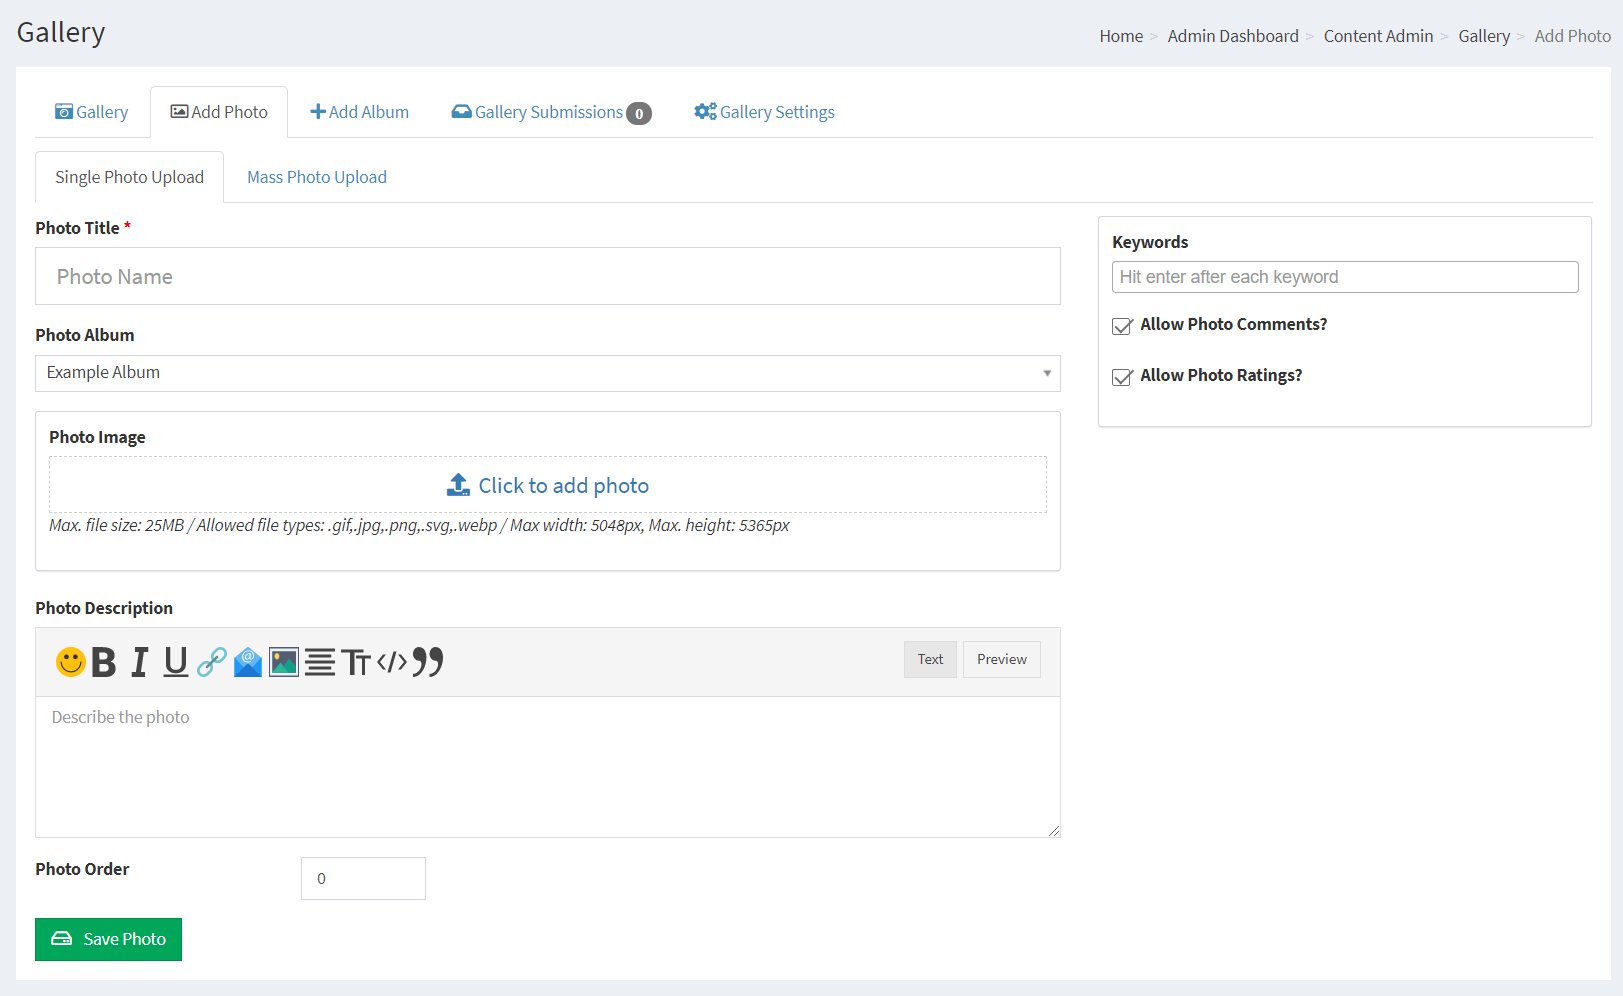 Gallery
Home > Admin Dashboard > Content Admin > Gallery > Add Photo
Gallery
Add Photo
Add Album
Gallery Submissions 0
Gallery Settings
Single Photo Upload
Mass Photo Upload
Photo Title *
Photo Name
Photo Album
Example Album
Photo Image
Click to add photo
Max. file size: 25MB / Allowed file types: .gif,.jpg,.png,.svg,.webp / Max width: 5048px, Max. height: 5365px
Photo Description
B I U TT </> ”
Text
Preview
Describe the photo
Photo Order
0
Save Photo
Keywords
Hit enter after each keyword
Allow Photo Comments?
Allow Photo Ratings?